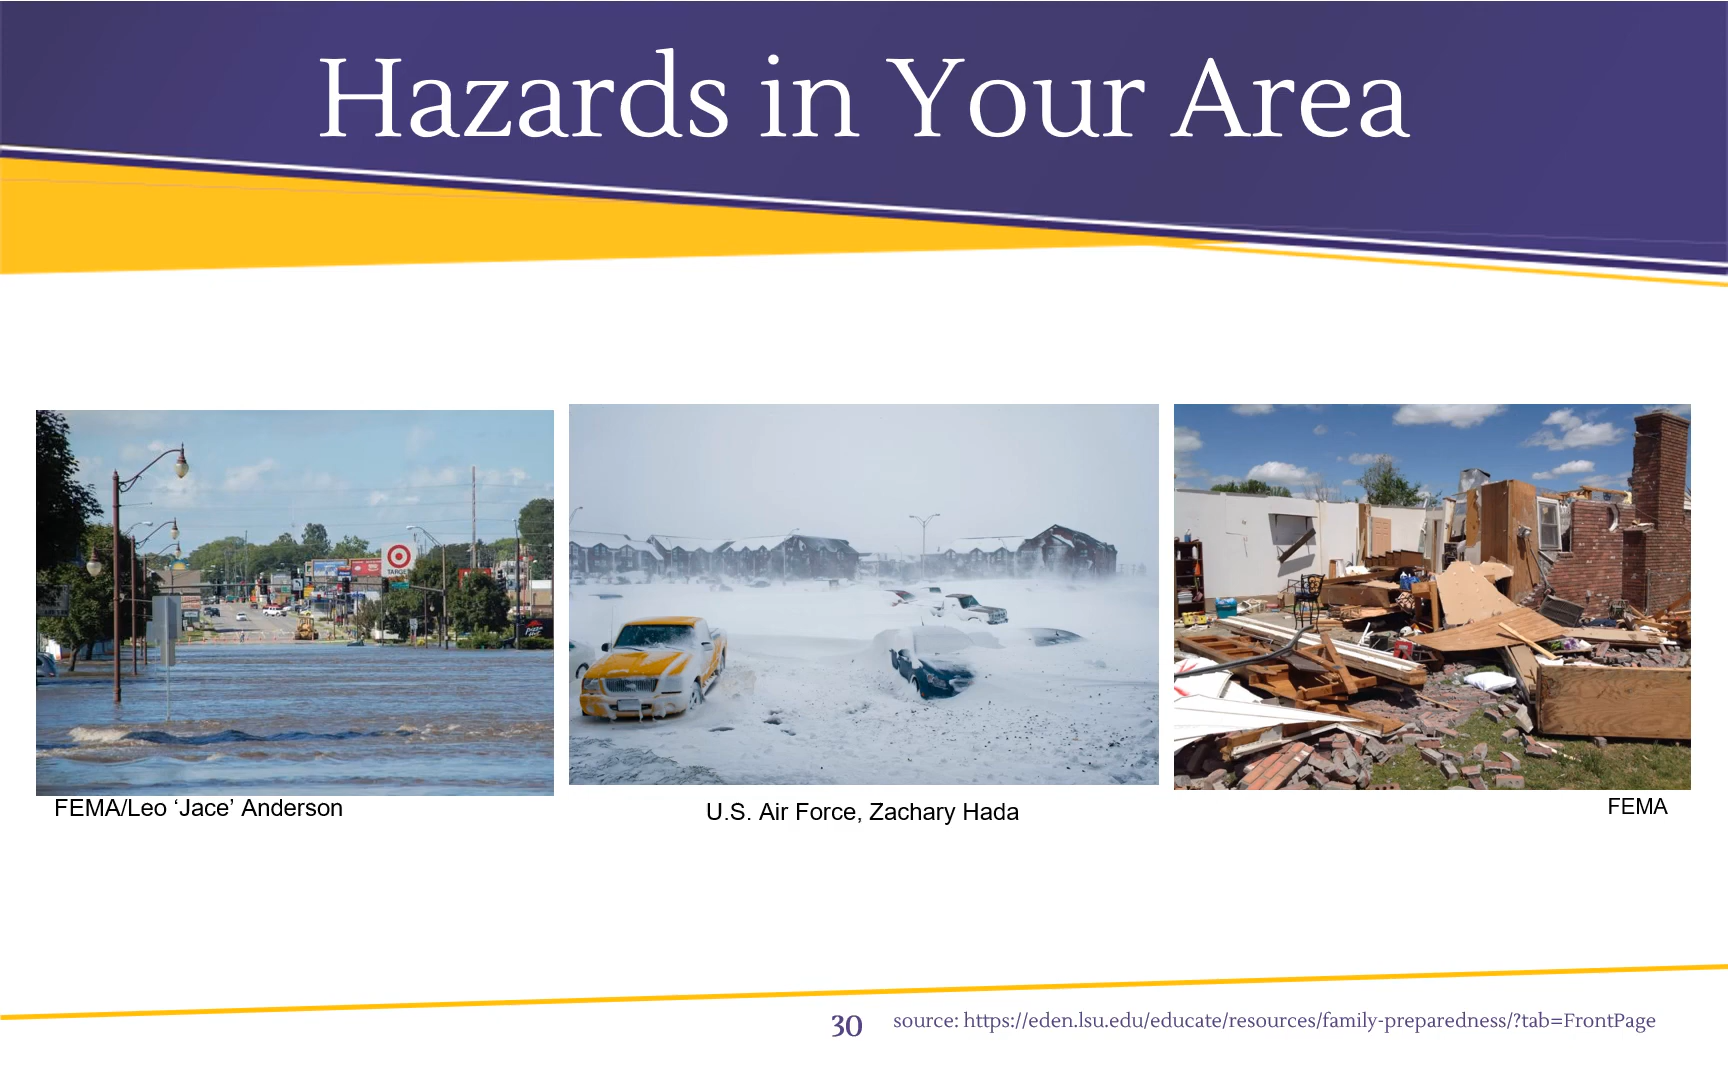 Hazards in Your Area
TARGET
FEMA/Leo ‘Jace’ Anderson
U.S. Air Force, Zachary Hada
FEMA
30
source: https://eden.lsu.edu/educate/resources/family-preparedness/?tab=FrontPage